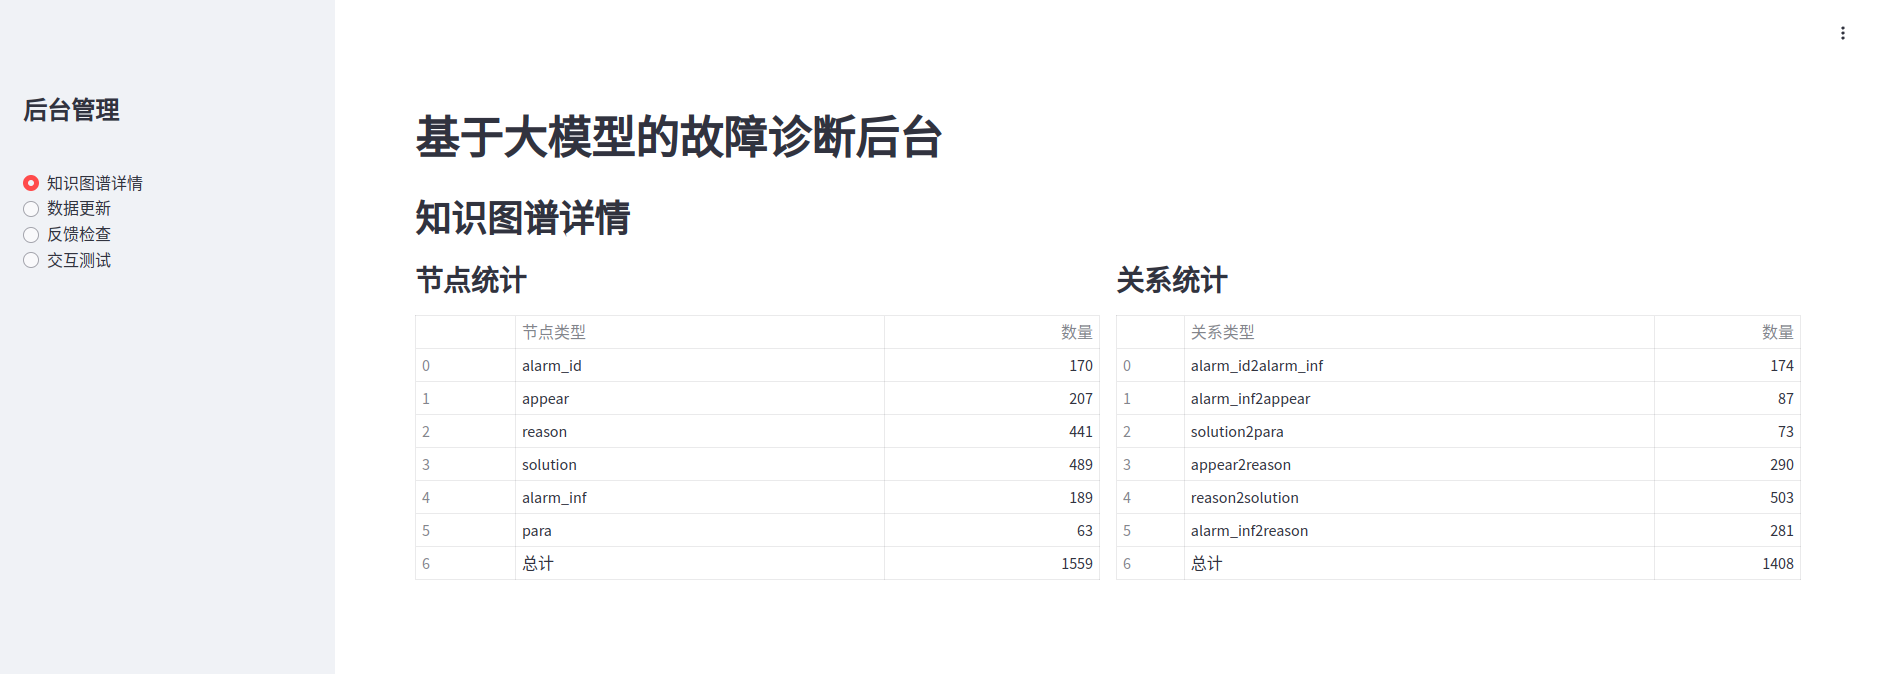 后台管理
知识图谱详情
数据更新
反馈检查
交互测试
基于大模型的故障诊断后台
知识图谱详情
节点统计
节点类型 数量
0 alarm_id 170
1 appear 207
2 reason 441
3 solution 489
4 alarm_inf 189
5 para 63
6 总计 1559
关系统计
关系类型 数量
0 alarm_id2alarm_inf 174
1 alarm_inf2appear 87
2 solution2para 73
3 appear2reason 290
4 reason2solution 503
5 alarm_inf2reason 281
6 总计 1408